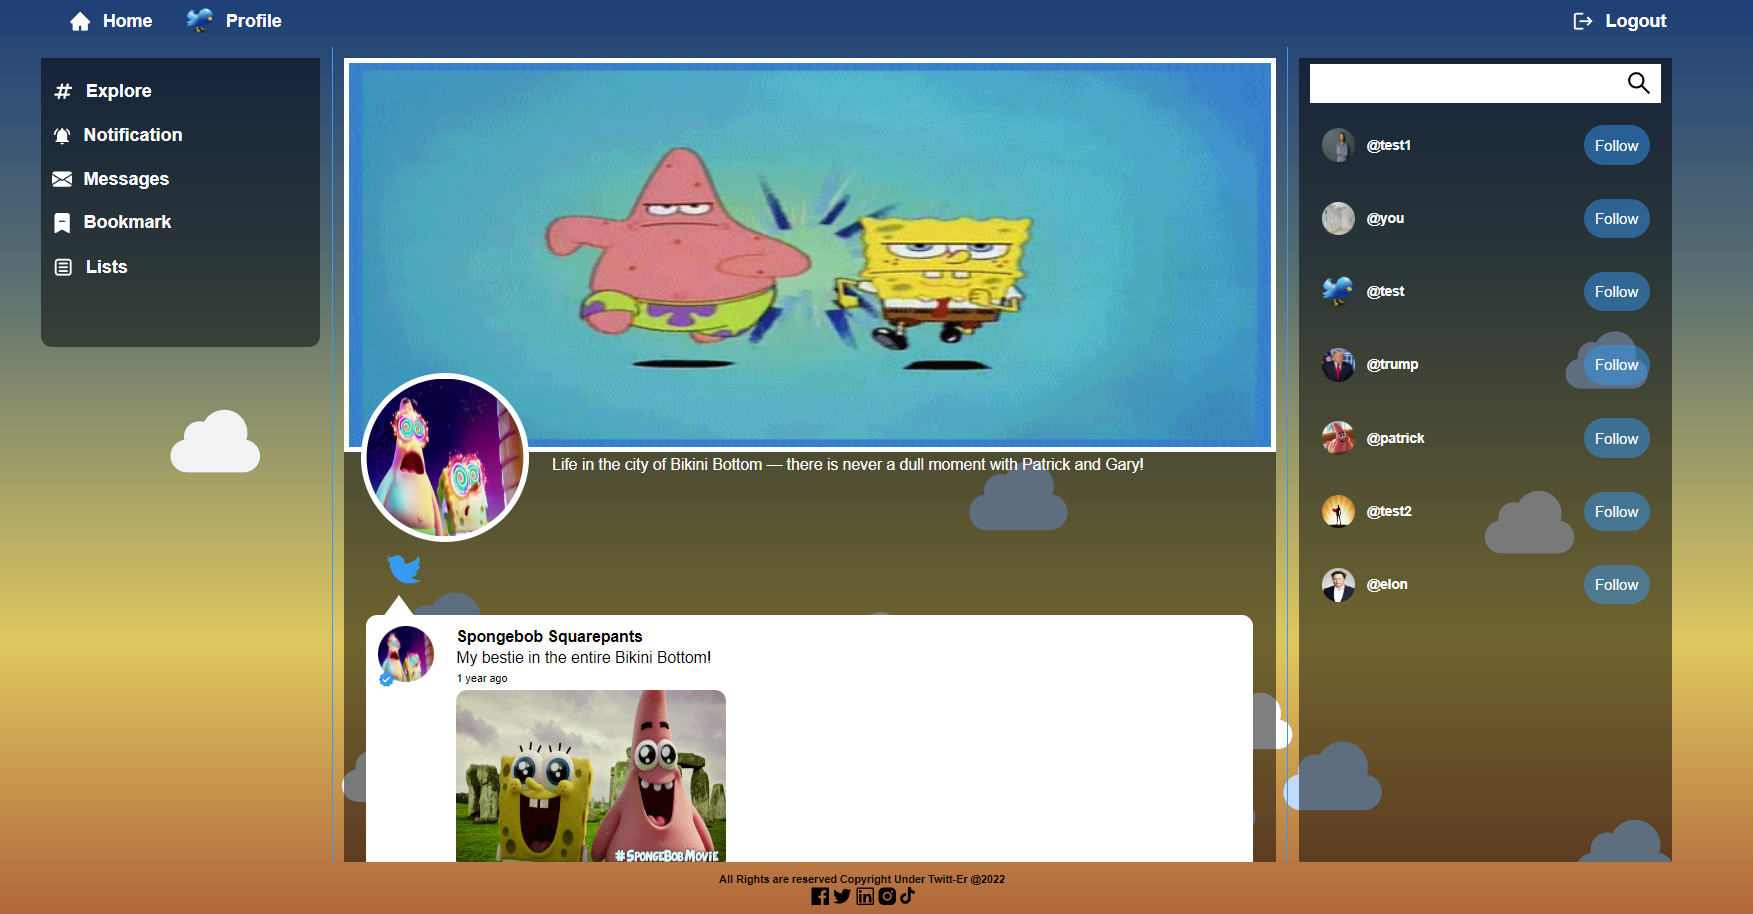 Home
Profile
Logout
Explore
Notification
Messages
Bookmark
Lists
Life in the city of Bikini Bottom — there is never a dull moment with Patrick and Gary!
Spongebob Squarepants
My bestie in the entire Bikini Bottom!
1 year ago
#SPONGEBOBMOVIE
@test1
Follow
@you
Follow
@test
Follow
@trump
Follow
@patrick
Follow
@test2
Follow
@elon
Follow
All Rights are reserved Copyright Under Twitt-Er @2022